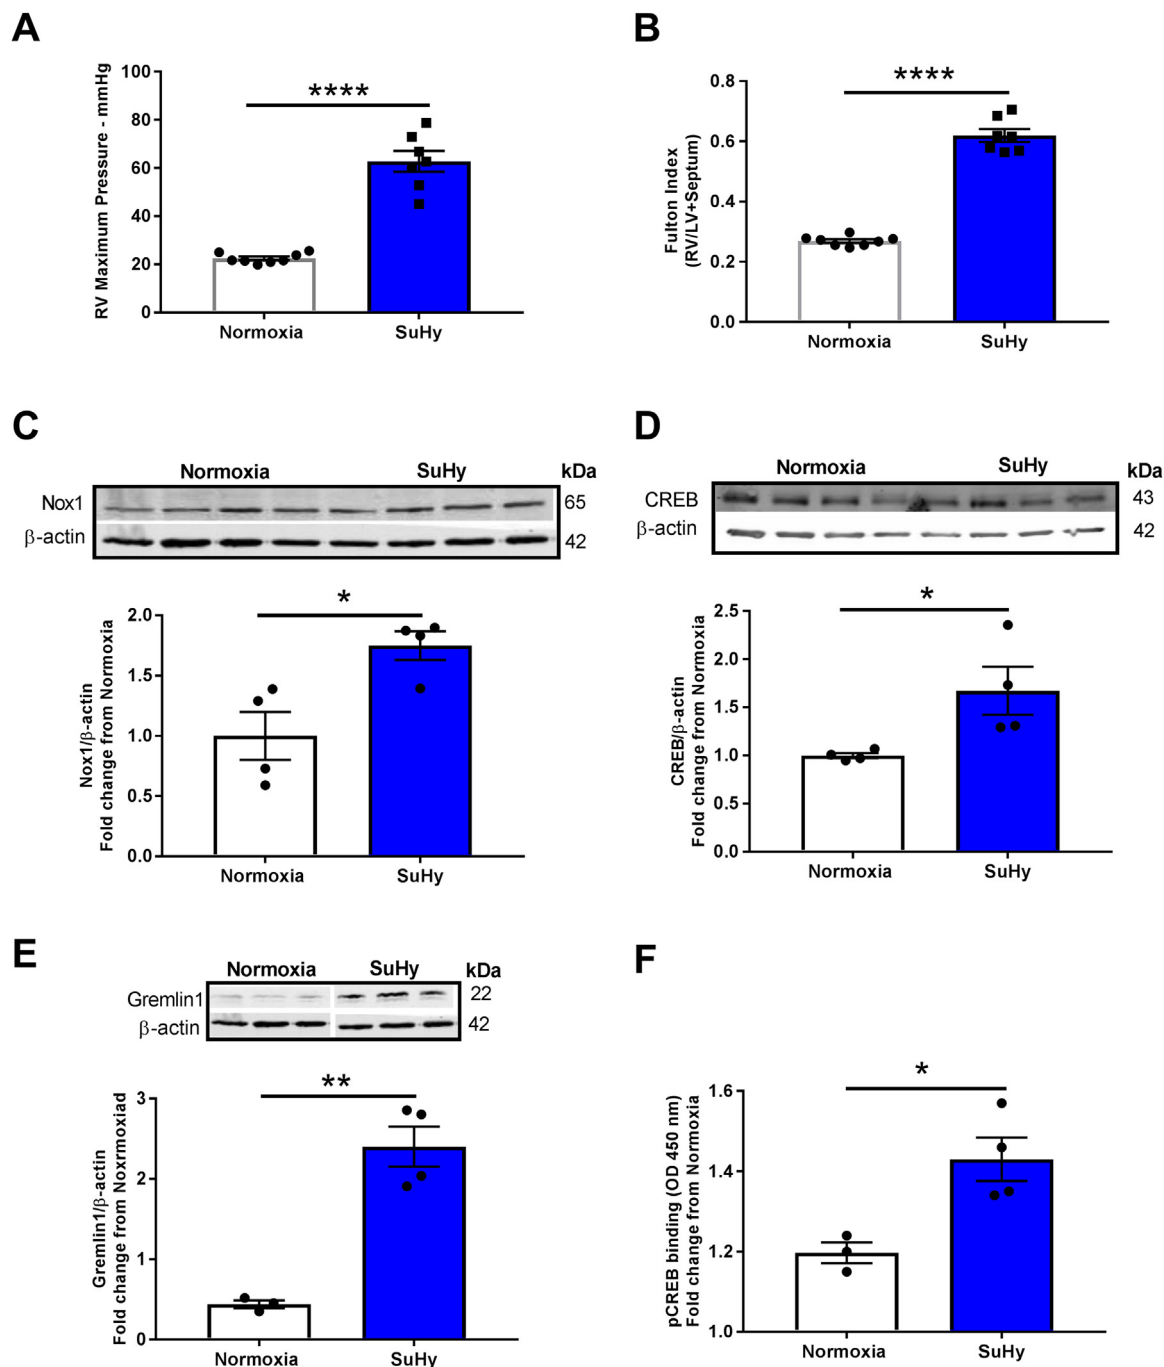 A
RV Maximum Pressure - mmHg
100
80
60
40
20
0
****
Normoxia
SuHy
B
Fulton Index
(RV/LV+Septum)
0.8
0.6
0.4
0.2
0.0
****
Normoxia
SuHy
C
Normoxia
SuHy
kDa
Nox1
65
β-actin
42
Nox1/β-actin
Fold change from Normoxia
2.0
1.5
1.0
0.5
0.0
*
Normoxia
SuHy
D
Normoxia
SuHy
kDa
CREB
43
β-actin
42
CREB/β-actin
Fold change from Normoxia
2.5
2.0
1.5
1.0
0.5
0.0
*
Normoxia
SuHy
E
Normoxia
SuHy
kDa
Gremlin1
22
β-actin
42
Gremlin1/β-actin
Fold change from Noxrmoxiad
3
2
1
0
**
Normoxia
SuHy
F
pCREB binding (OD 450 nm)
Fold change from Normoxia
1.6
1.4
1.2
1.0
*
Normoxia
SuHy